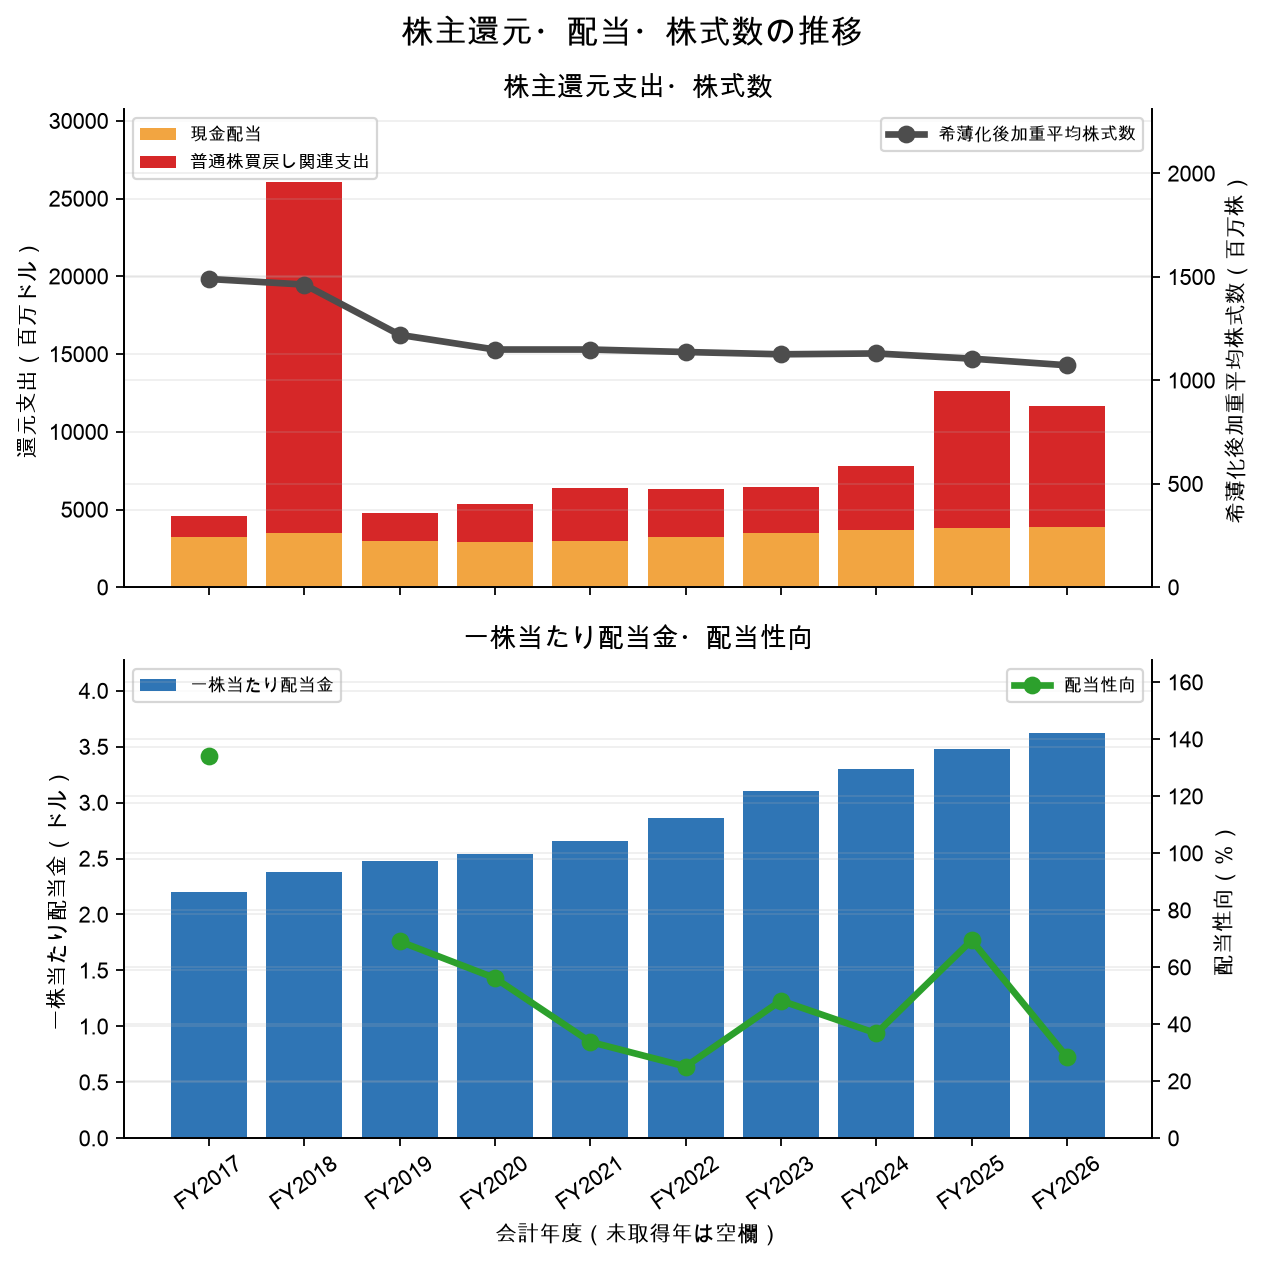 株主還元・配当・株式数の推移
株主還元支出・株式数
現金配当
普通株買戻し関連支出
希薄化後加重平均株式数
還元支出(百万ドル)
30000
25000
20000
15000
10000
5000
0
2000
1500
1000
500
0
希薄化後加重平均株式数(百万株)
一株当たり配当金・配当性向
一株当たり配当金
配当性向
一株当たり配当金(ドル)
4.0
3.5
3.0
2.5
2.0
1.5
1.0
0.5
0.0
160
140
120
100
80
60
40
20
0
配当性向(%)
FY2017 FY2018 FY2019 FY2020 FY2021 FY2022 FY2023 FY2024 FY2025 FY2026
会計年度(未取得年は空欄)